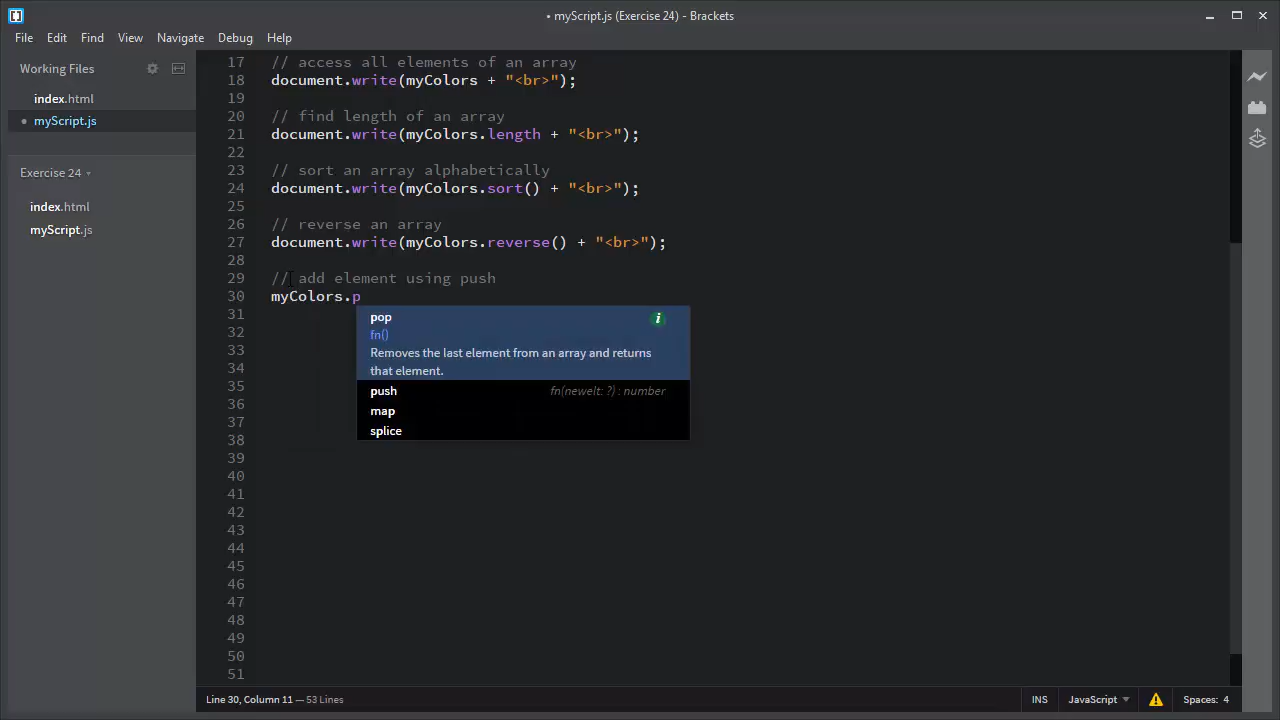 • myScript.js (Exercise 24) - Brackets
File Edit Find View Navigate Debug Help
Working Files
index.html
• myScript.js
Exercise 24
index.html
myScript.js
17 // access all elements of an array
18 document.write(myColors + "<br>");
19
20 // find length of an array
21 document.write(myColors.length + "<br>");
22
23 // sort an array alphabetically
24 document.write(myColors.sort() + "<br>");
25
26 // reverse an array
27 document.write(myColors.reverse() + "<br>");
28
29 // add element using push
30 myColors.p
31
32
33
34
35
36
37
38
39
40
41
42
43
44
45
46
47
48
49
50
51
pop
fn()
Removes the last element from an array and returns
that element.
push fn(newelt: ?) : number
map
splice
Line 30, Column 11 — 53 Lines
INS JavaScript Spaces: 4